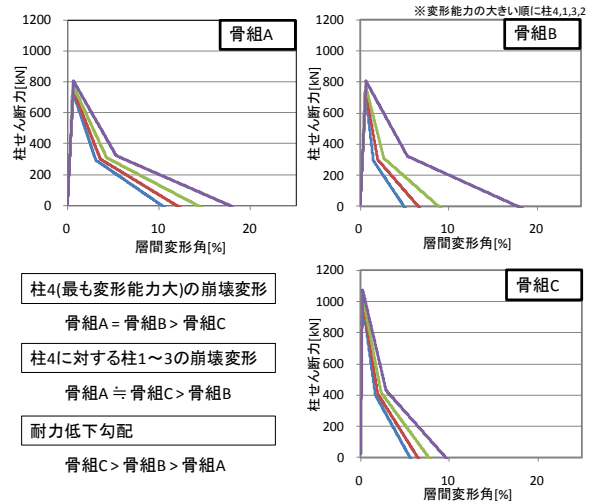 ※変形能力の大きい順に柱4,1,3,2
骨組A
柱せん断力[kN]
1200
1000
800
600
400
200
0
0
10
20
層間変形角[%]
骨組B
柱せん断力[kN]
1200
1000
800
600
400
200
0
0
10
20
層間変形角[%]
柱4(最も変形能力大)の崩壊変形
骨組A = 骨組B > 骨組C
柱4に対する柱1～3の崩壊変形
骨組A ≒ 骨組C > 骨組B
耐力低下勾配
骨組C > 骨組B > 骨組A
骨組C
柱せん断力[kN]
1200
1000
800
600
400
200
0
0
10
20
層間変形角[%]